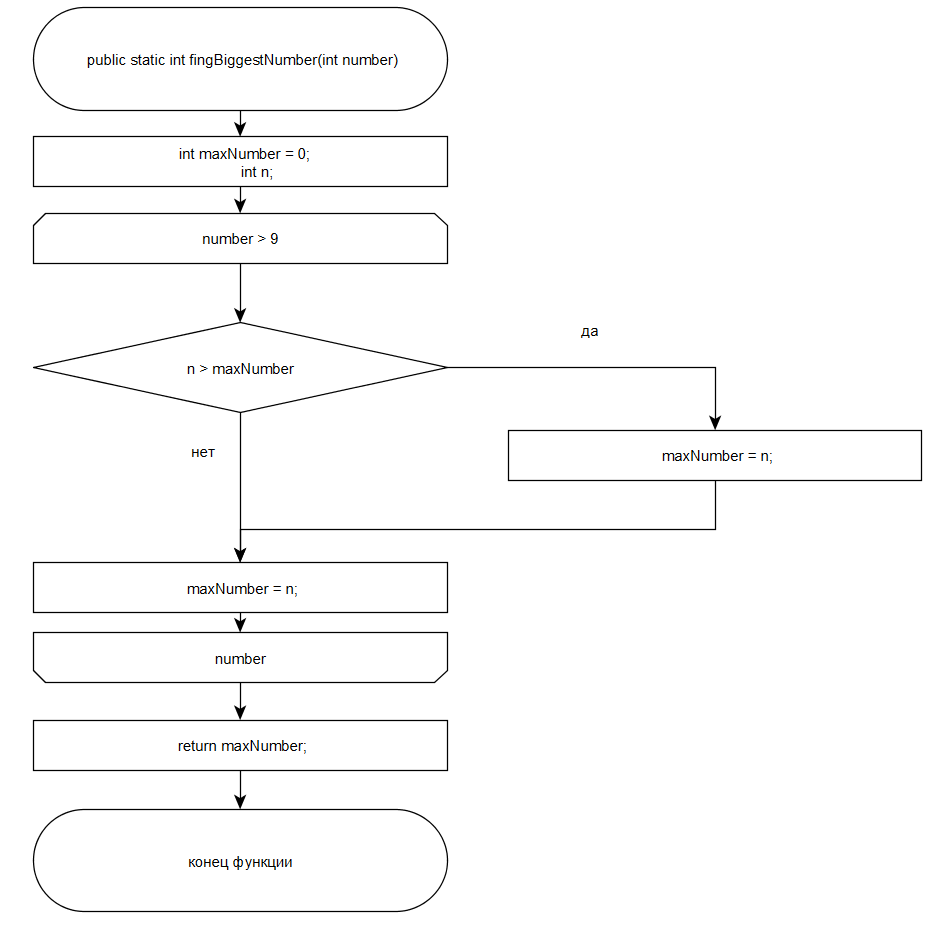 public static int fingBiggestNumber(int number)
int maxNumber = 0;
int n;
number > 9
да
n > maxNumber
нет
maxNumber = n;
maxNumber = n;
number
return maxNumber;
конец функции